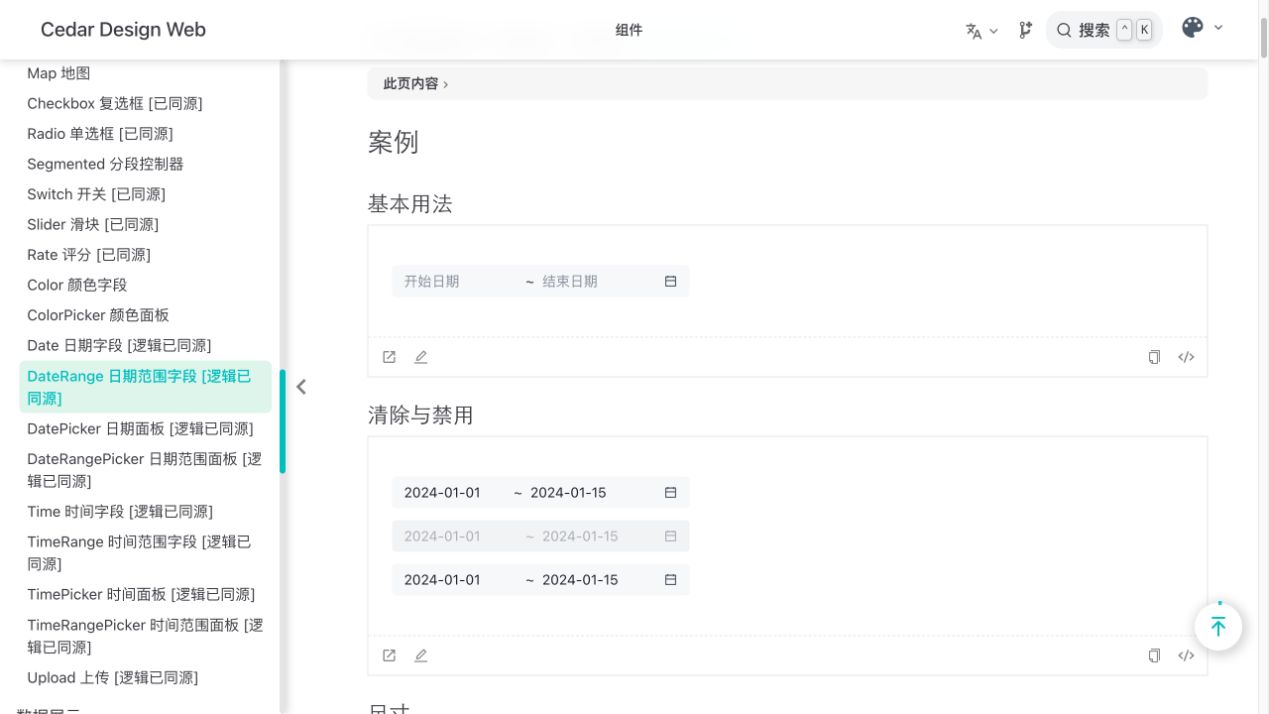 Cedar Design Web
组件
搜索 ^ K
Map 地图
Checkbox 复选框 [已同源]
Radio 单选框 [已同源]
Segmented 分段控制器
Switch 开关 [已同源]
Slider 滑块 [已同源]
Rate 评分 [已同源]
Color 颜色字段
ColorPicker 颜色面板
Date 日期字段 [逻辑已同源]
DateRange 日期范围字段 [逻辑已
同源]
DatePicker 日期面板 [逻辑已同源]
DateRangePicker 日期范围面板 [逻
辑已同源]
Time 时间字段 [逻辑已同源]
TimeRange 时间范围字段 [逻辑已
同源]
TimePicker 时间面板 [逻辑已同源]
TimeRangePicker 时间范围面板 [逻
辑已同源]
Upload 上传 [逻辑已同源]
数据展示
此页内容 ›
案例
基本用法
开始日期 ~ 结束日期
清除与禁用
2024-01-01 ~ 2024-01-15
2024-01-01 ~ 2024-01-15
2024-01-01 ~ 2024-01-15
尺寸